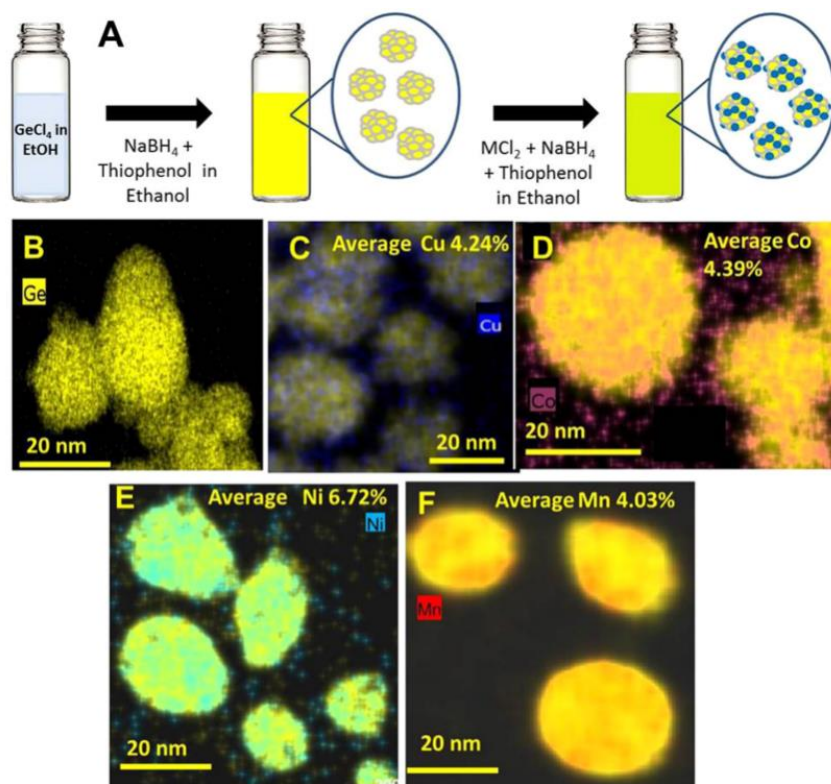 A
GeCl₄ in
EtOH
NaBH₄ +
Thiophenol in
Ethanol
MCl₂ + NaBH₄
+ Thiophenol
in Ethanol
B
Ge
20 nm
C
Average Cu 4.24%
Cu
20 nm
D
Average Co
4.39%
Co
20 nm
E
Average Ni 6.72%
Ni
20 nm
F
Average Mn 4.03%
Mn
20 nm